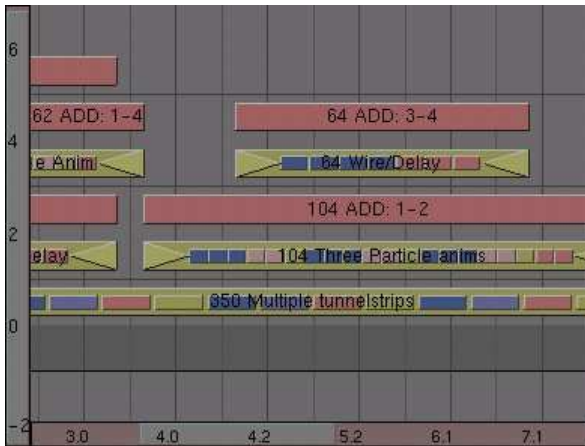 6
62 ADD: 1-4
64 ADD: 3-4
4
le Anim
64 Wire/Delay
104 ADD: 1-2
2
elay
104 Three Particle anims
350 Multiple tunnelstrips
0
-2
3.0 4.0 4.2 5.2 6.1 7.1